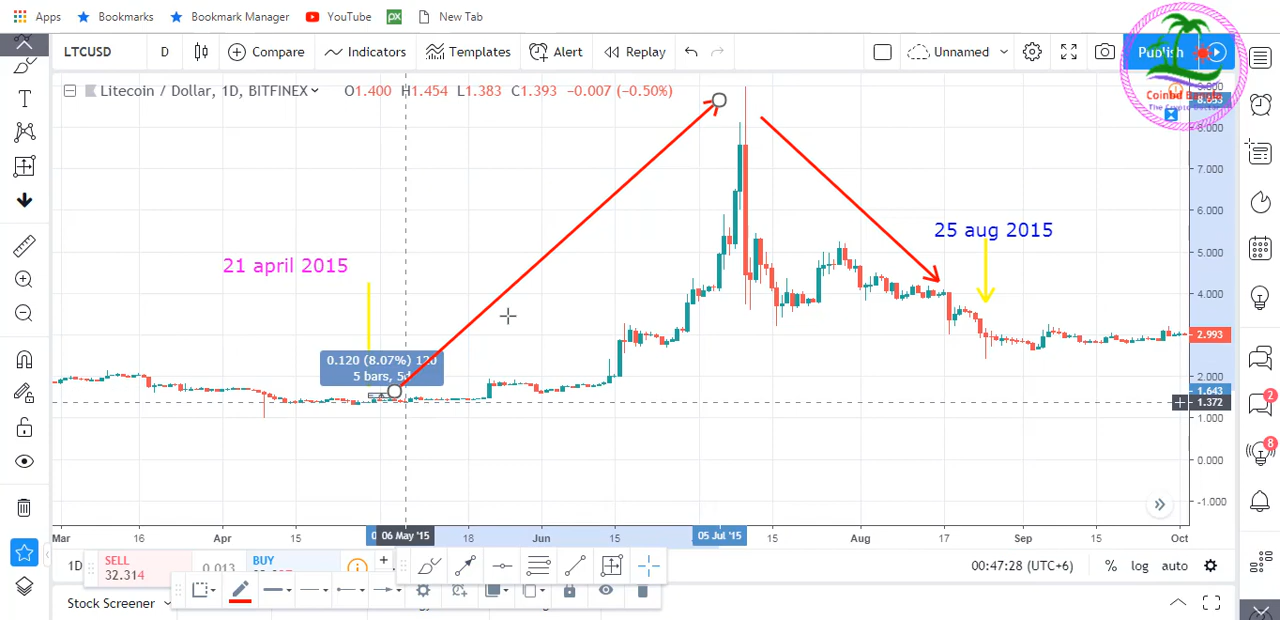 Apps Bookmarks Bookmark Manager YouTube New Tab
LTCUSD D Compare Indicators Templates Alert Replay Unnamed Publish
Litecoin / Dollar, 1D, BITFINEX O1.400 H1.454 L1.383 C1.393 −0.007 (−0.50%)
8.000
7.000
6.000
5.000
4.000
2.993
2.000
1.643
1.372
1.000
0.000
-1.000
25 aug 2015
21 april 2015
0.120 (8.07%) 120
5 bars, 5d
2
8
Mar 16 Apr 15 06 May '15 18 Jun 15 05 Jul '15 15 Aug 17 Sep 15 Oct
1D SELL 0.013 BUY 00:47:28 (UTC+6) % log auto
32.314
Stock Screener